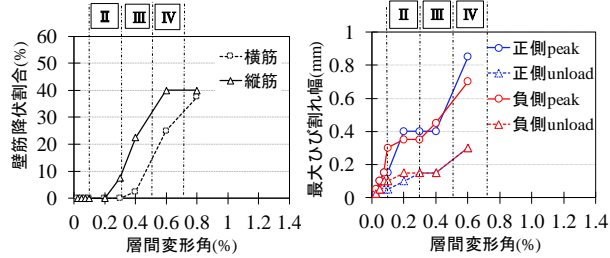 Ⅱ Ⅲ Ⅳ
60
50
40
30
20
10
0
壁筋降伏割合(%)
横筋
縦筋
0 0.2 0.4 0.6 0.8 1 1.2 1.4
層間変形角(%)
Ⅱ Ⅲ Ⅳ
1
0.8
0.6
0.4
0.2
0
最大ひび割れ幅(mm)
正側peak
正側unload
負側peak
負側unload
0.0 0.2 0.4 0.6 0.8 1.0 1.2 1.4
層間変形角(%)